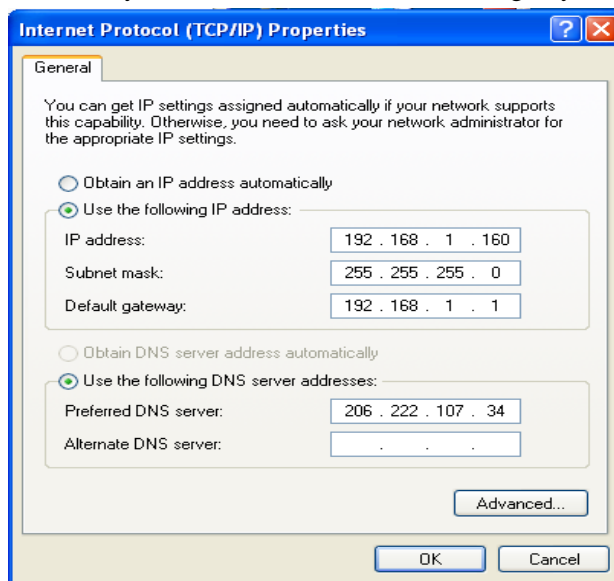 Internet Protocol (TCP/IP) Properties
General
You can get IP settings assigned automatically if your network supports
this capability. Otherwise, you need to ask your network administrator for
the appropriate IP settings.
Obtain an IP address automatically
Use the following IP address:
IP address: 192 . 168 . 1 . 160
Subnet mask: 255 . 255 . 255 . 0
Default gateway: 192 . 168 . 1 . 1
Obtain DNS server address automatically
Use the following DNS server addresses:
Preferred DNS server: 206 . 222 . 107 . 34
Alternate DNS server: . . .
Advanced...
OK Cancel